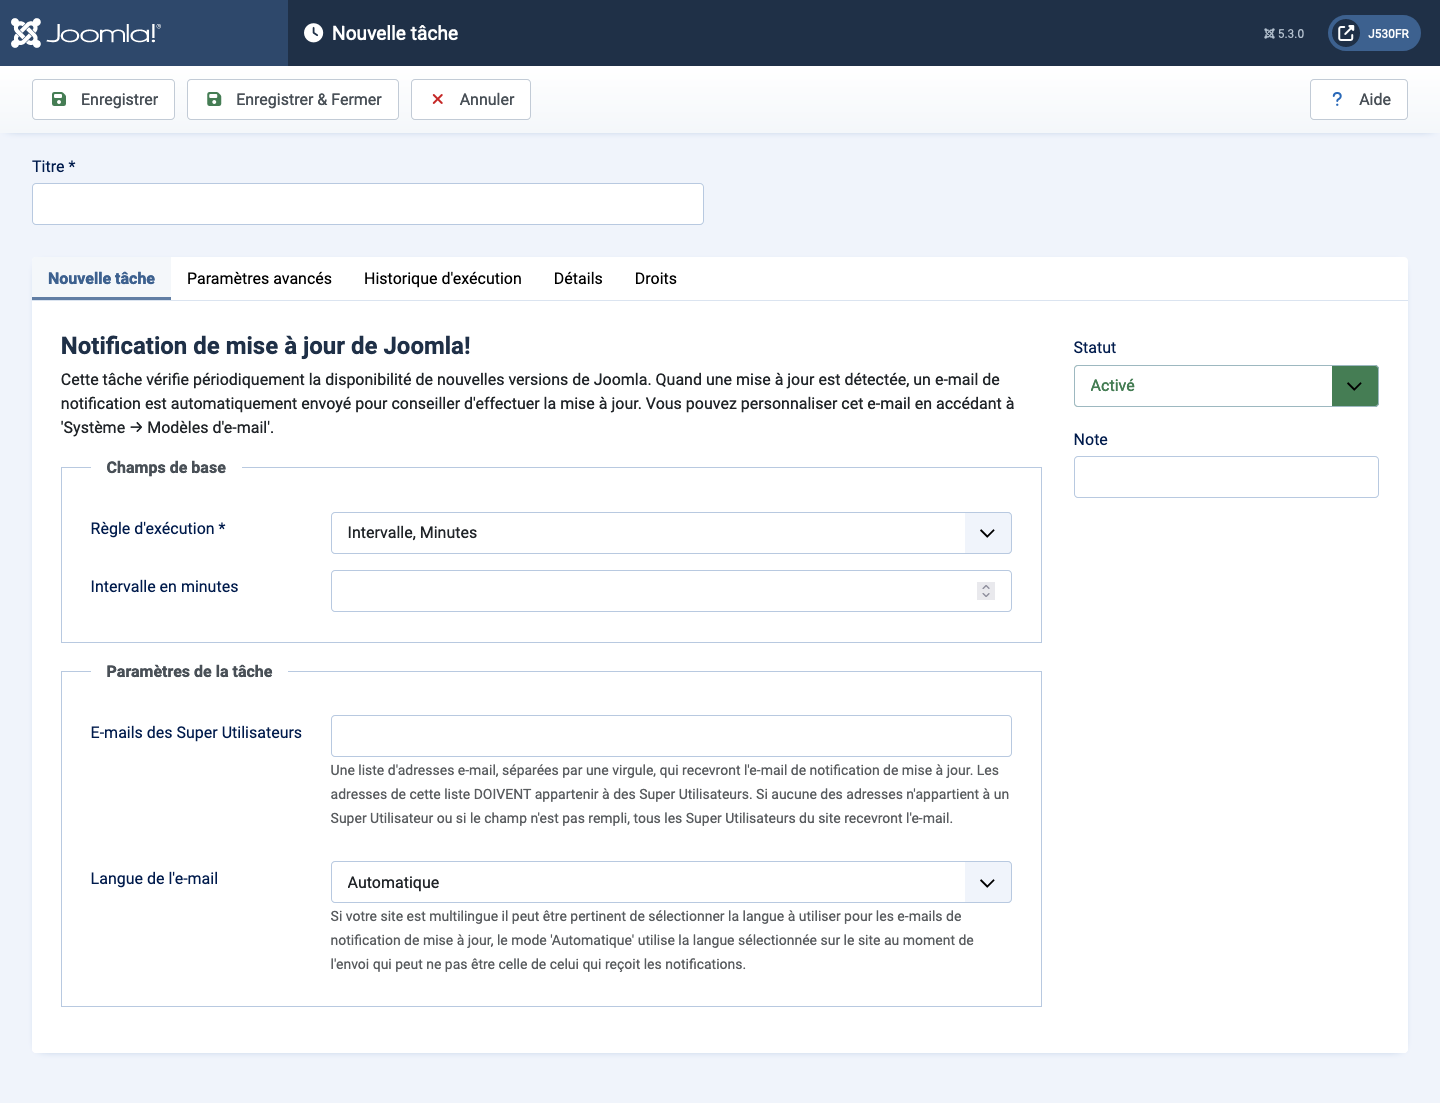 Joomla!®
Nouvelle tâche
5.3.0
J530FR
Enregistrer
Enregistrer & Fermer
Annuler
? Aide
Titre *
Nouvelle tâche
Paramètres avancés
Historique d'exécution
Détails
Droits
Notification de mise à jour de Joomla!
Cette tâche vérifie périodiquement la disponibilité de nouvelles versions de Joomla. Quand une mise à jour est détectée, un e-mail de
notification est automatiquement envoyé pour conseiller d'effectuer la mise à jour. Vous pouvez personnaliser cet e-mail en accédant à
'Système → Modèles d'e-mail'.
Champs de base
Règle d'exécution *
Intervalle, Minutes
Intervalle en minutes
Paramètres de la tâche
E-mails des Super Utilisateurs
Une liste d'adresses e-mail, séparées par une virgule, qui recevront l'e-mail de notification de mise à jour. Les
adresses de cette liste DOIVENT appartenir à des Super Utilisateurs. Si aucune des adresses n'appartient à un
Super Utilisateur ou si le champ n'est pas rempli, tous les Super Utilisateurs du site recevront l'e-mail.
Langue de l'e-mail
Automatique
Si votre site est multilingue il peut être pertinent de sélectionner la langue à utiliser pour les e-mails de
notification de mise à jour, le mode 'Automatique' utilise la langue sélectionnée sur le site au moment de
l'envoi qui peut ne pas être celle de celui qui reçoit les notifications.
Statut
Activé
Note